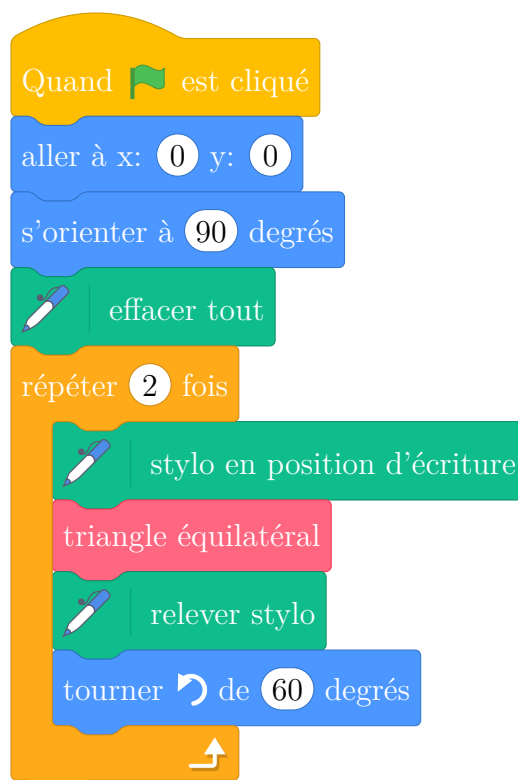 Quand est cliqué
aller à x: 0 y: 0
s'orienter à 90 degrés
effacer tout
répéter 2 fois
stylo en position d'écriture
triangle équilatéral
relever stylo
tourner de 60 degrés